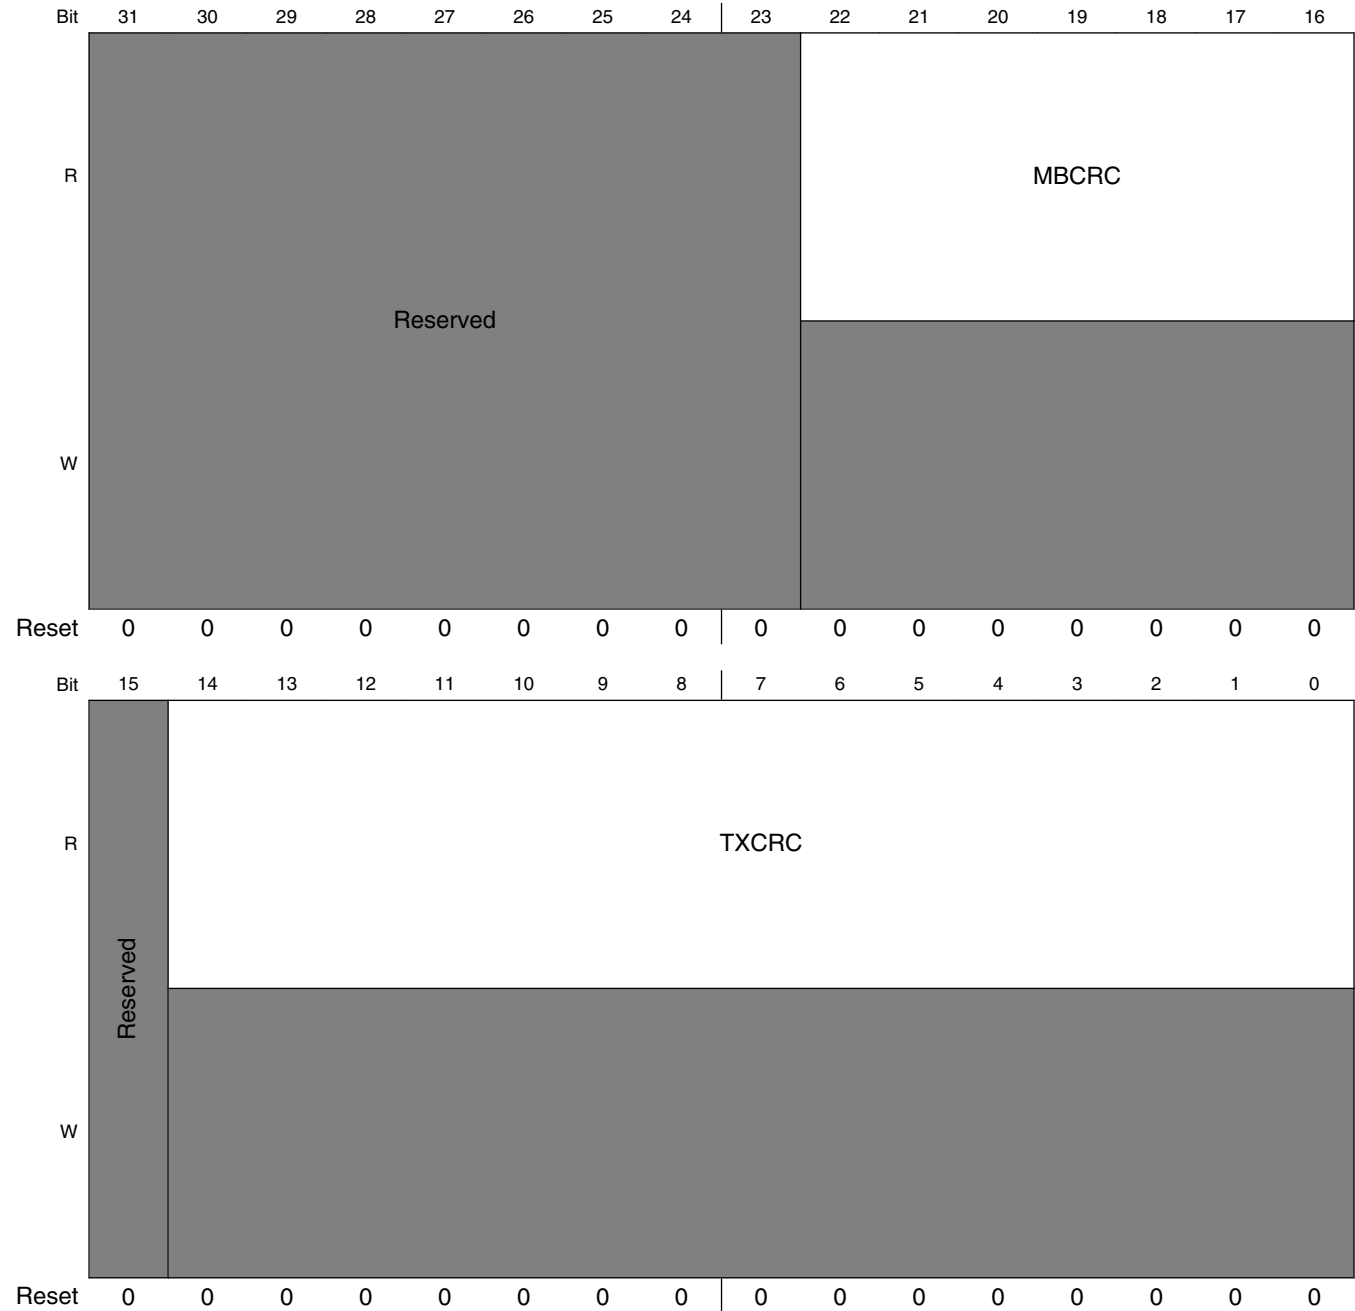 Bit 31 30 29 28 27 26 25 24 23 22 21 20 19 18 17 16
R MBCRC
Reserved
W
Reset 0 0 0 0 0 0 0 0 0 0 0 0 0 0 0 0
Bit 15 14 13 12 11 10 9 8 7 6 5 4 3 2 1 0
R TXCRC
Reserved
W
Reset 0 0 0 0 0 0 0 0 0 0 0 0 0 0 0 0